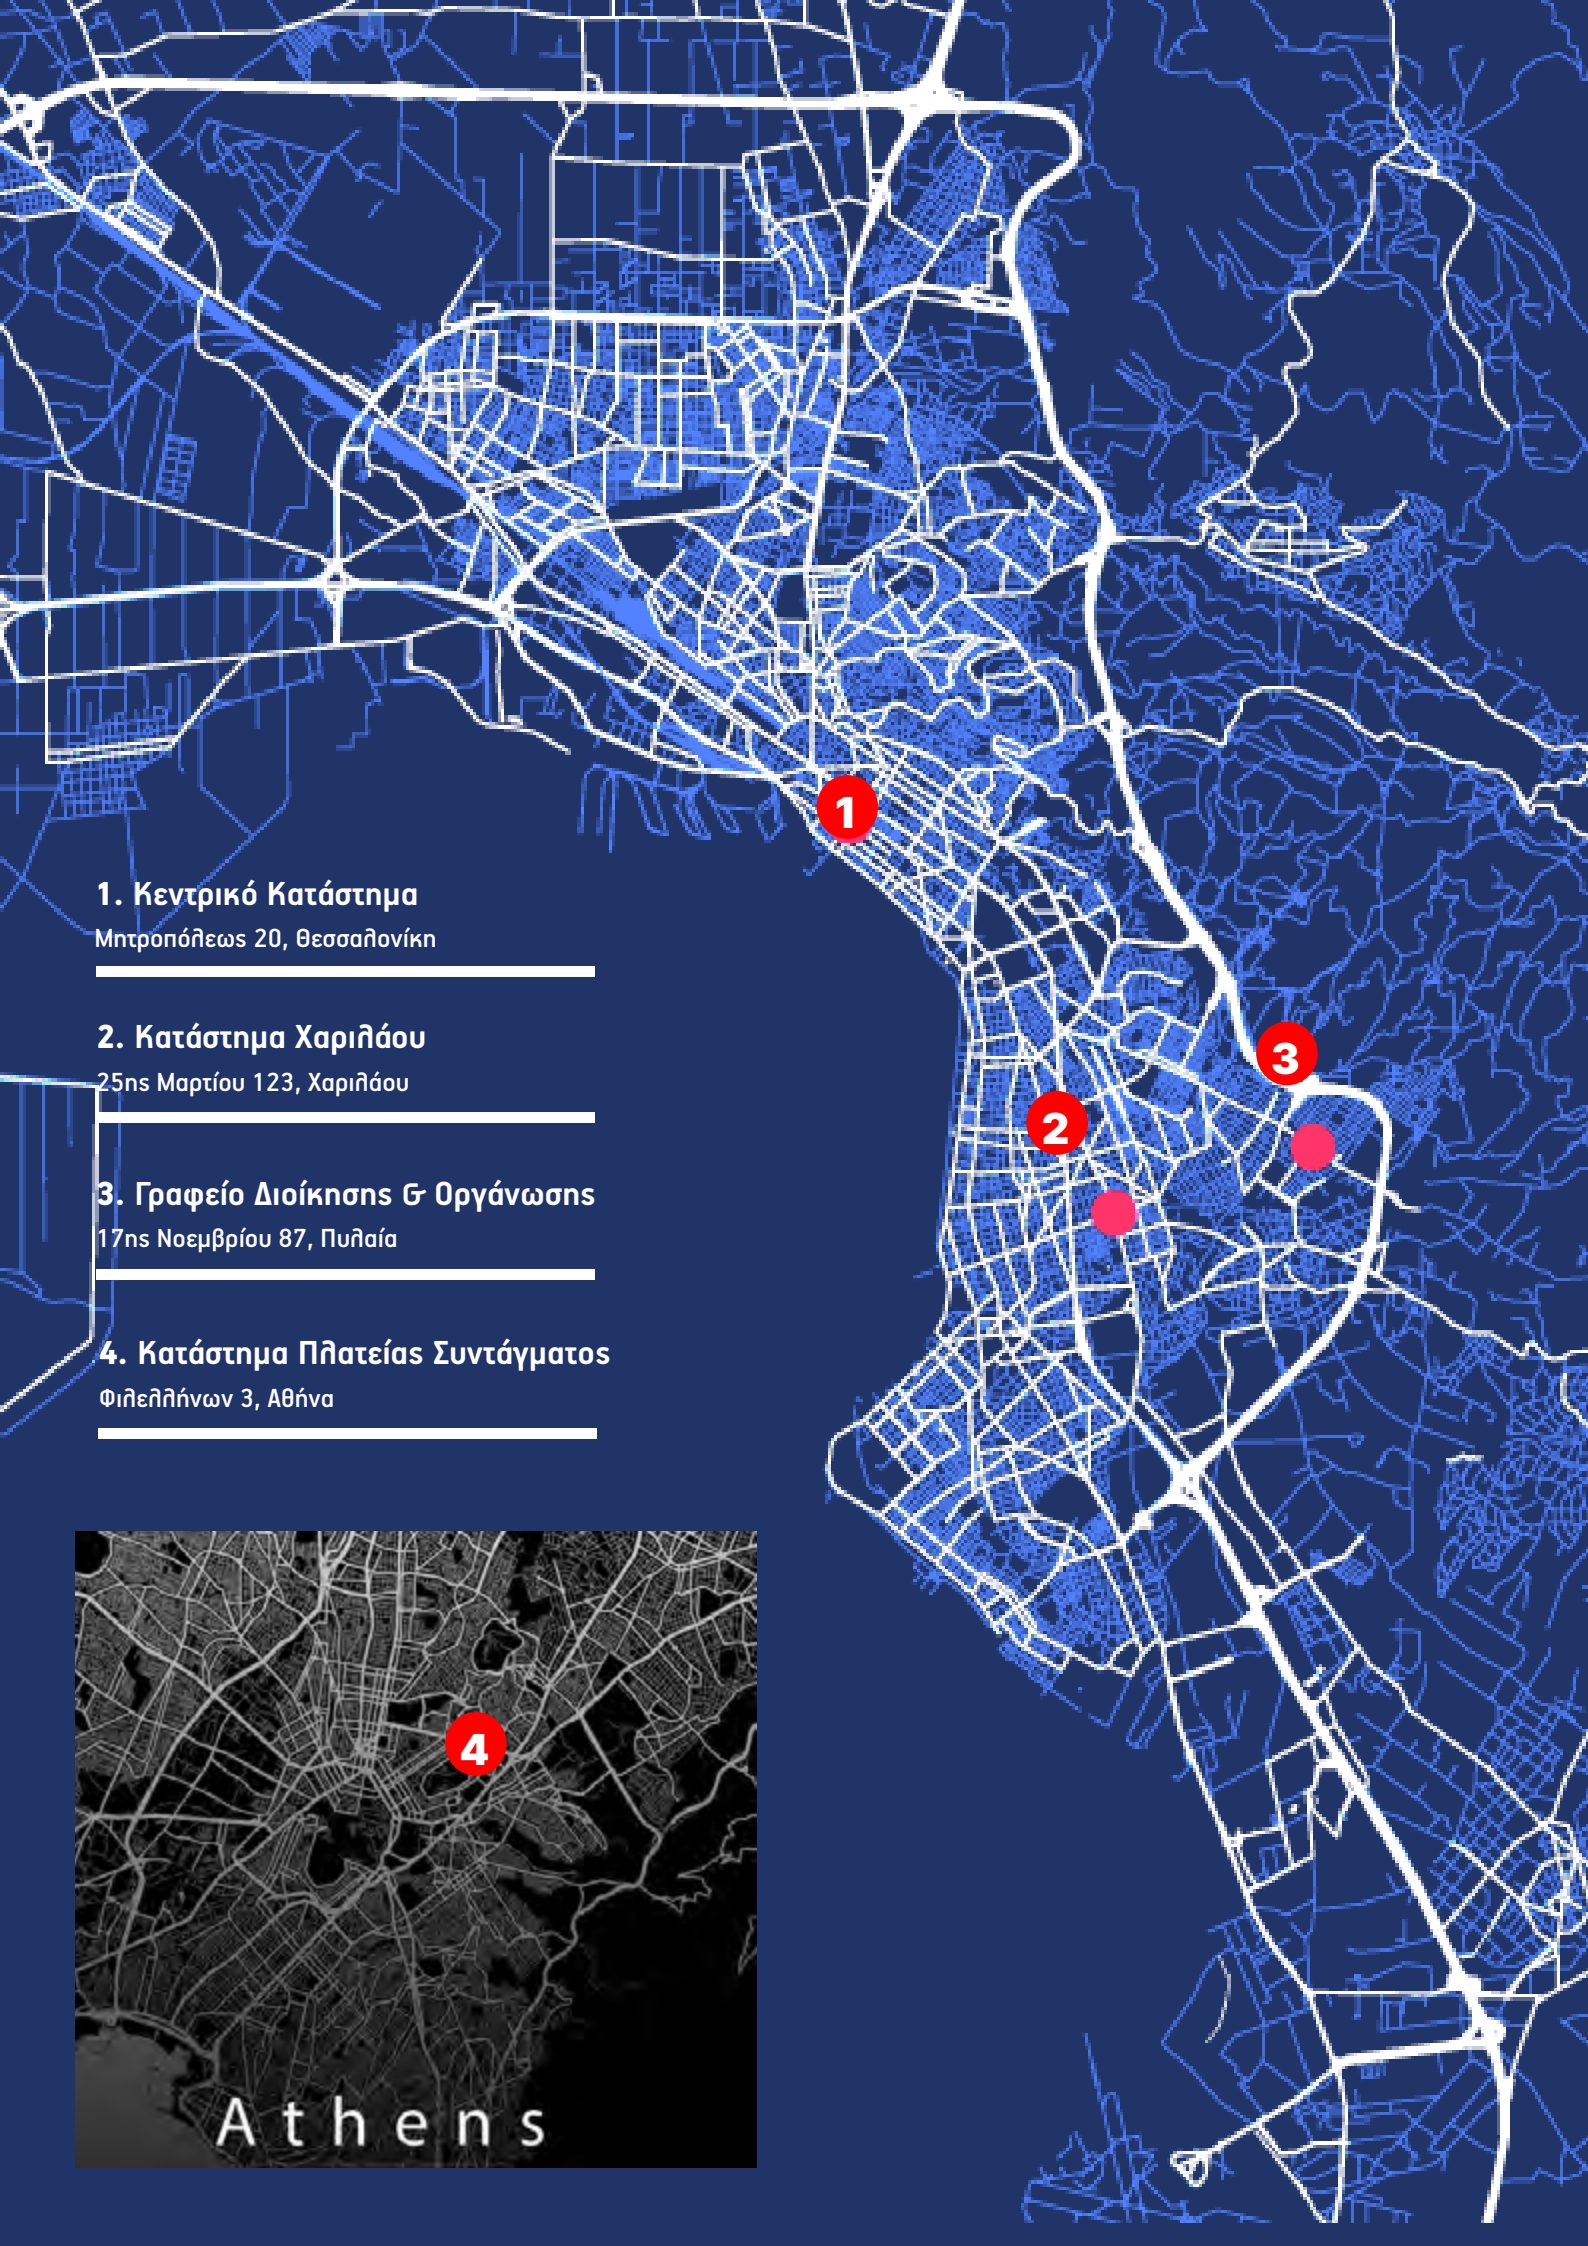 1. Κεντρικό Κατάστημα
Μητροπόλεως 20, Θεσσαλονίκη
2. Κατάστημα Χαριλάου
25ης Μαρτίου 123, Χαριλάου
3. Γραφείο Διοίκησης & Οργάνωσης
17ης Νοεμβρίου 87, Πυλαία
4. Κατάστημα Πλατείας Συντάγματος
Φιλελλήνων 3, Αθήνα
1
3
2
4
Athens